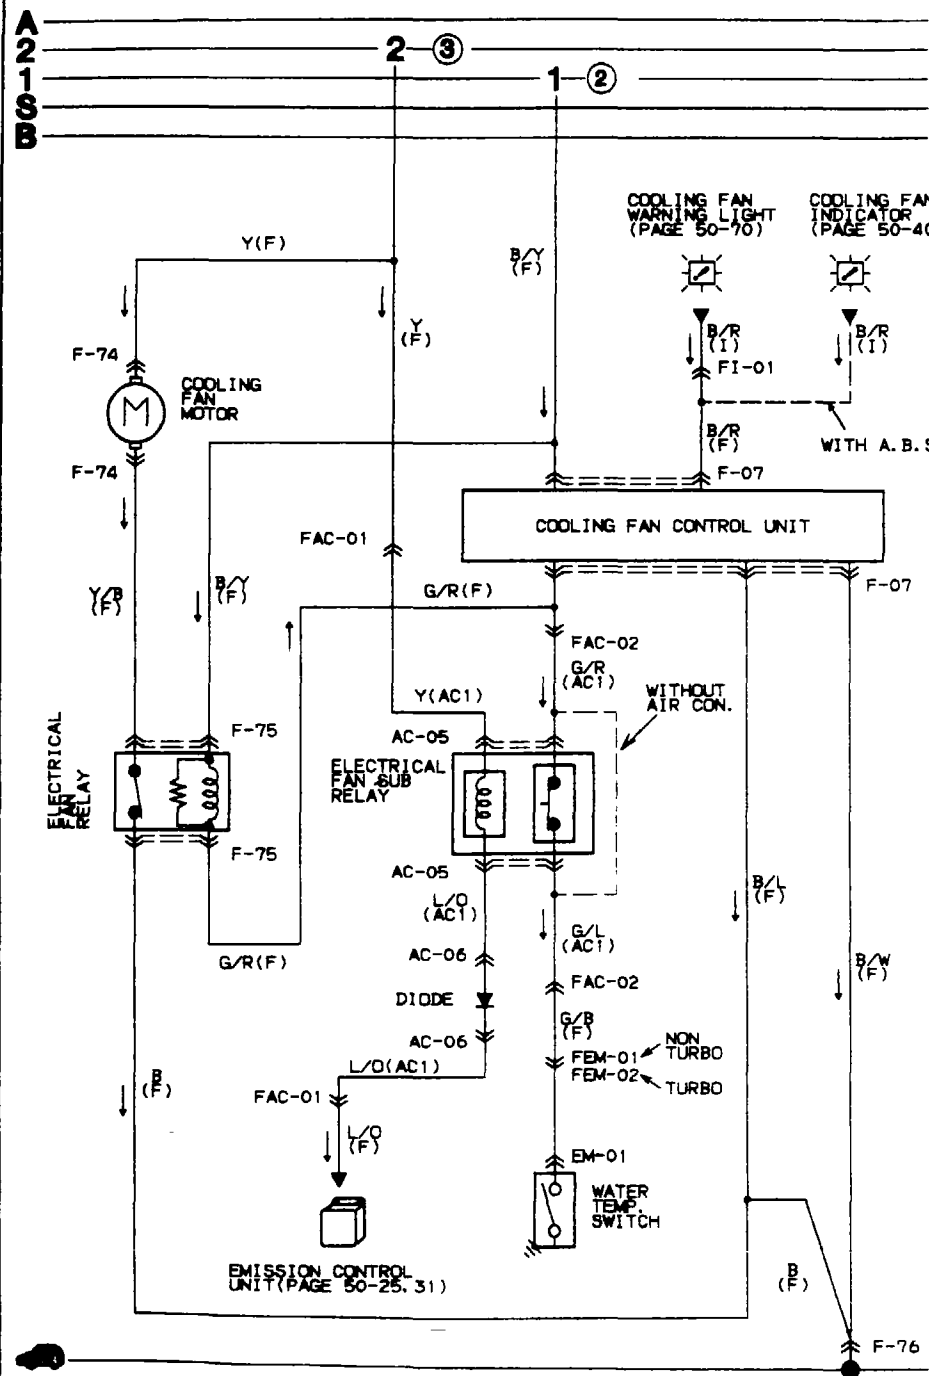 A
2
2 ③
1
1 ②
S
B
COOLING FAN
WARNING LIGHT
(PAGE 50-70)
COOLING FAN
INDICATOR
(PAGE 50-40
Y(F)
B/Y
(F)
Y
(F)
B/R
(I)
B/R
(I)
F-74
FI-01
COOLING
FAN
MOTOR
M
B/R
(F)
WITH A.B.S
F-74
F-07
COOLING FAN CONTROL UNIT
FAC-01
F-07
Y/B
(F)
B/Y
(F)
G/R(F)
FAC-02
G/R
(AC1)
WITHOUT
AIR CON.
Y(AC1)
F-75
AC-05
ELECTRICAL
FAN
RELAY
ELECTRICAL
FAN SUB
RELAY
F-75
AC-05
B/L
(F)
L/O
(AC1)
G/L
(AC1)
G/R(F)
AC-06
B/W
(F)
FAC-02
DIODE
G/B
(F)
AC-06
FEM-01
NON
TURBO
FEM-02
TURBO
L/O(AC1)
B
(F)
FAC-01
L/O
(F)
EM-01
WATER
TEMP.
SWITCH
EMISSION CONTROL
UNIT(PAGE 50-25,31)
B
(F)
F-76